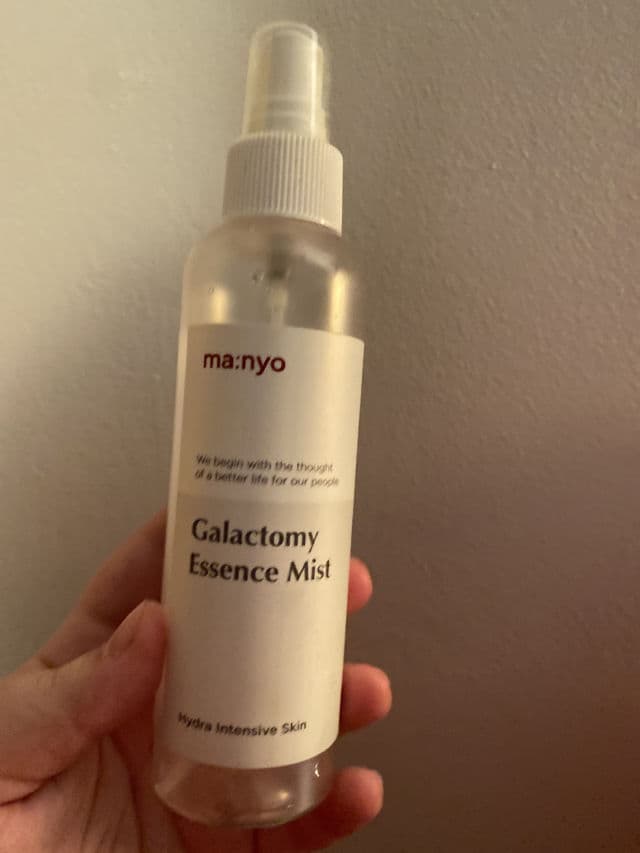 ma:nyo
We begin with the thought
of a better life for our people
Galactomy
Essence Mist
Hydra Intensive Skin